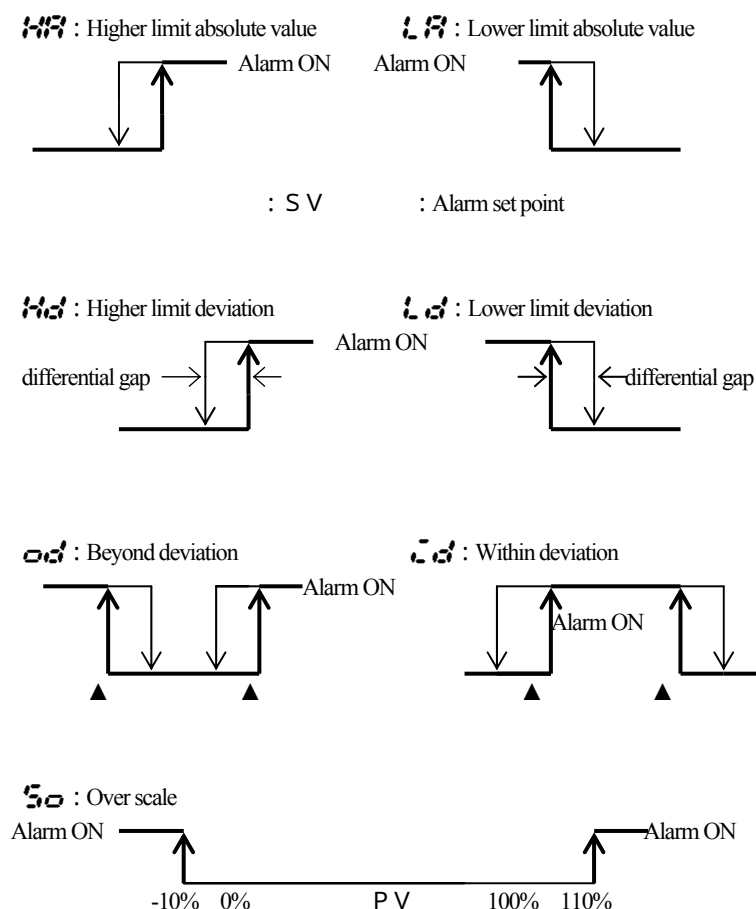 HA : Higher limit absolute value LA : Lower limit absolute value
Alarm ON Alarm ON
: S V : Alarm set point
Hd : Higher limit deviation Ld : Lower limit deviation
Alarm ON
differential gap differential gap
od : Beyond deviation id : Within deviation
Alarm ON
Alarm ON
So : Over scale
Alarm ON Alarm ON
-10% 0% P V 100% 110%